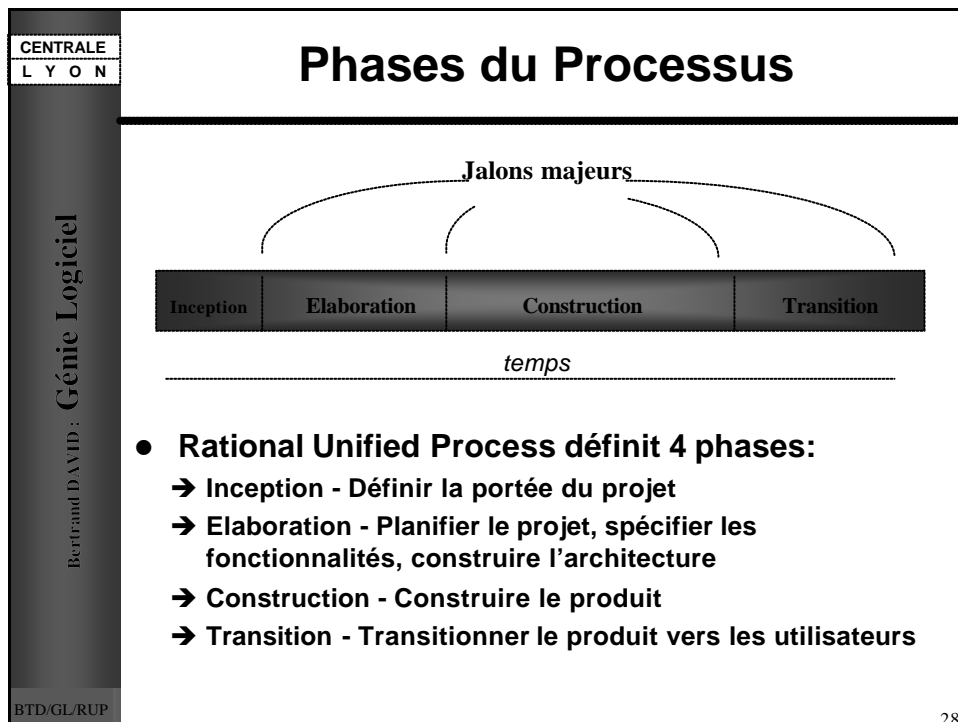 CENTRALE
L Y O N
Phases du Processus
Jalons majeurs
Inception
Elaboration
Construction
Transition
temps
● Rational Unified Process définit 4 phases:
➔ Inception - Définir la portée du projet
➔ Elaboration - Planifier le projet, spécifier les
fonctionnalités, construire l’architecture
➔ Construction - Construire le produit
➔ Transition - Transitionner le produit vers les utilisateurs
Bertrand DAVID : Génie Logiciel
BTD/GL/RUP
28